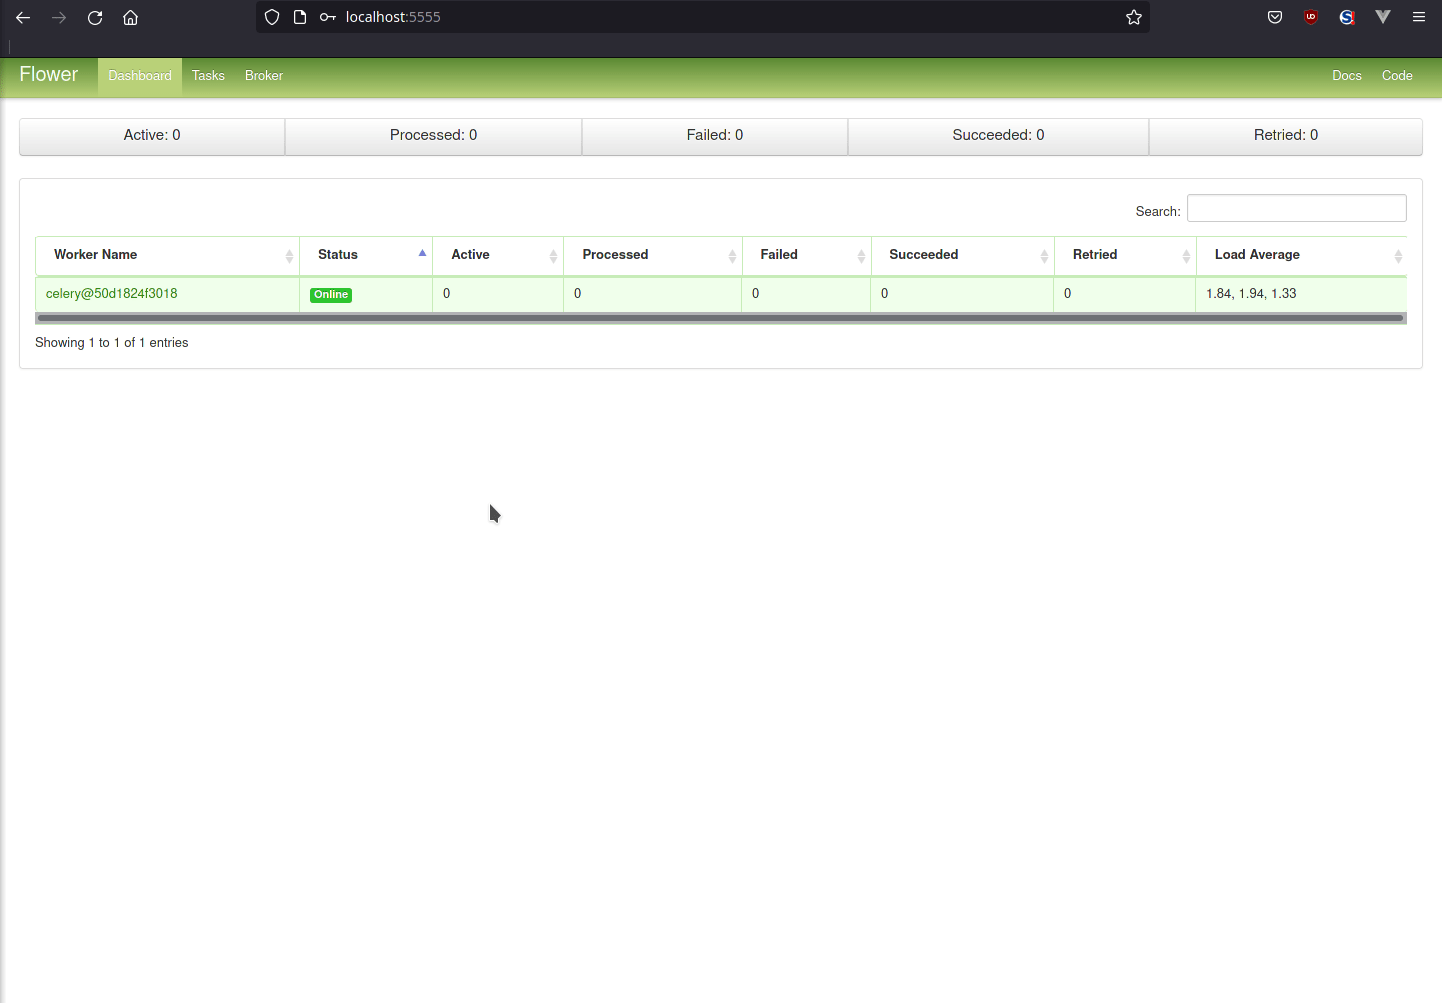 localhost:5555
Flower Dashboard Tasks Broker Docs Code
Active: 0 Processed: 0 Failed: 0 Succeeded: 0 Retried: 0
Search:
Worker Name Status Active Processed Failed Succeeded Retried Load Average
celery@50d1824f3018 Online 0 0 0 0 0 1.84, 1.94, 1.33
Showing 1 to 1 of 1 entries